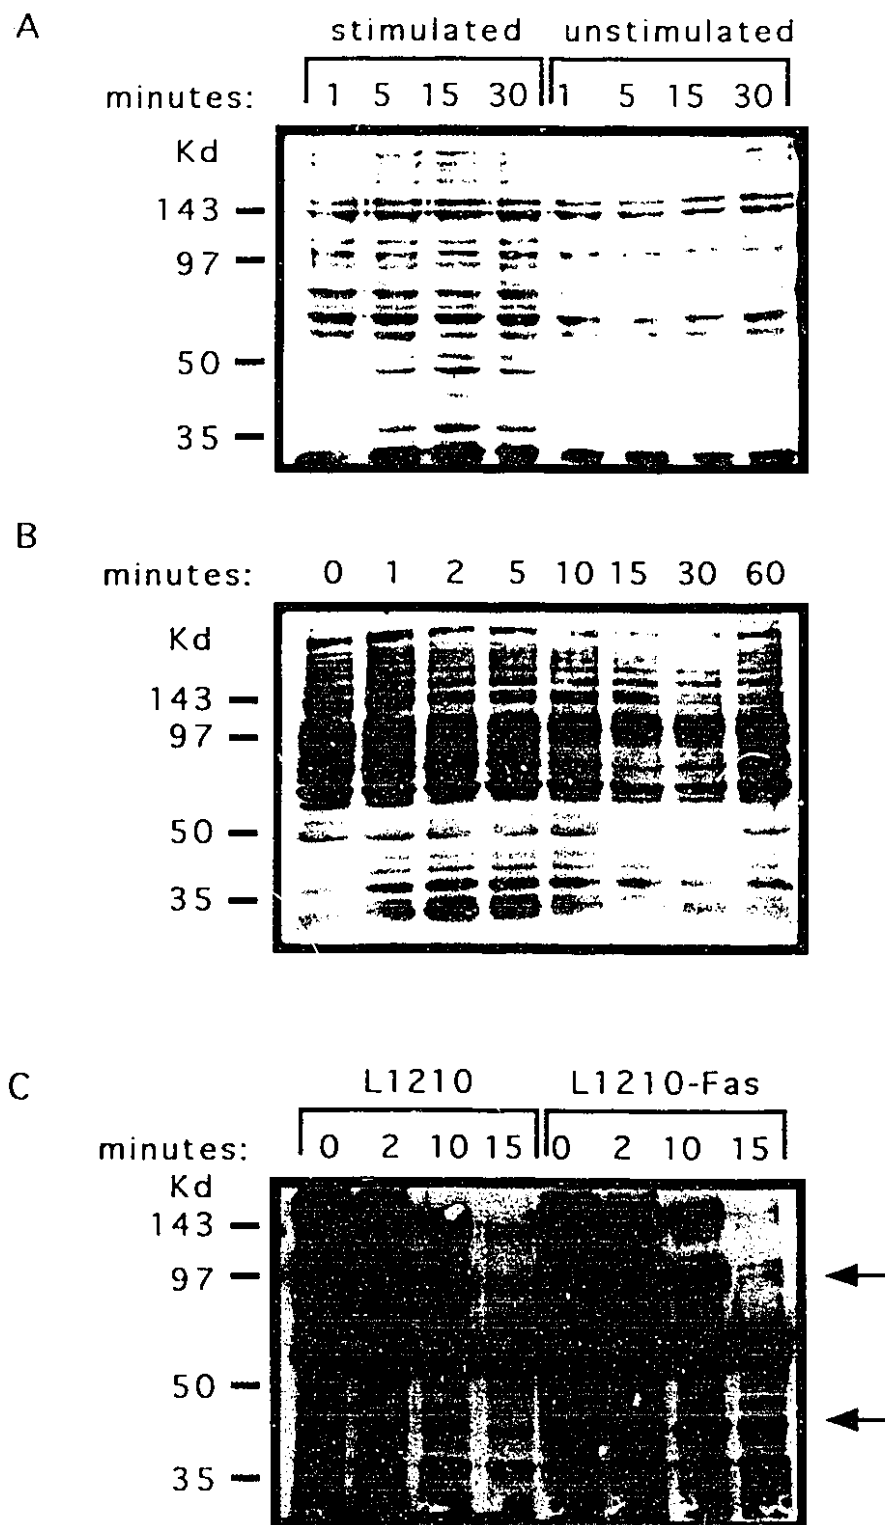 A
stimulated unstimulated
minutes: 1 5 15 30 1 5 15 30
Kd
143
97
50
35
B
minutes: 0 1 2 5 10 15 30 60
Kd
143
97
50
35
C
L1210 L1210-Fas
minutes: 0 2 10 15 0 2 10 15
Kd
143
97
50
35